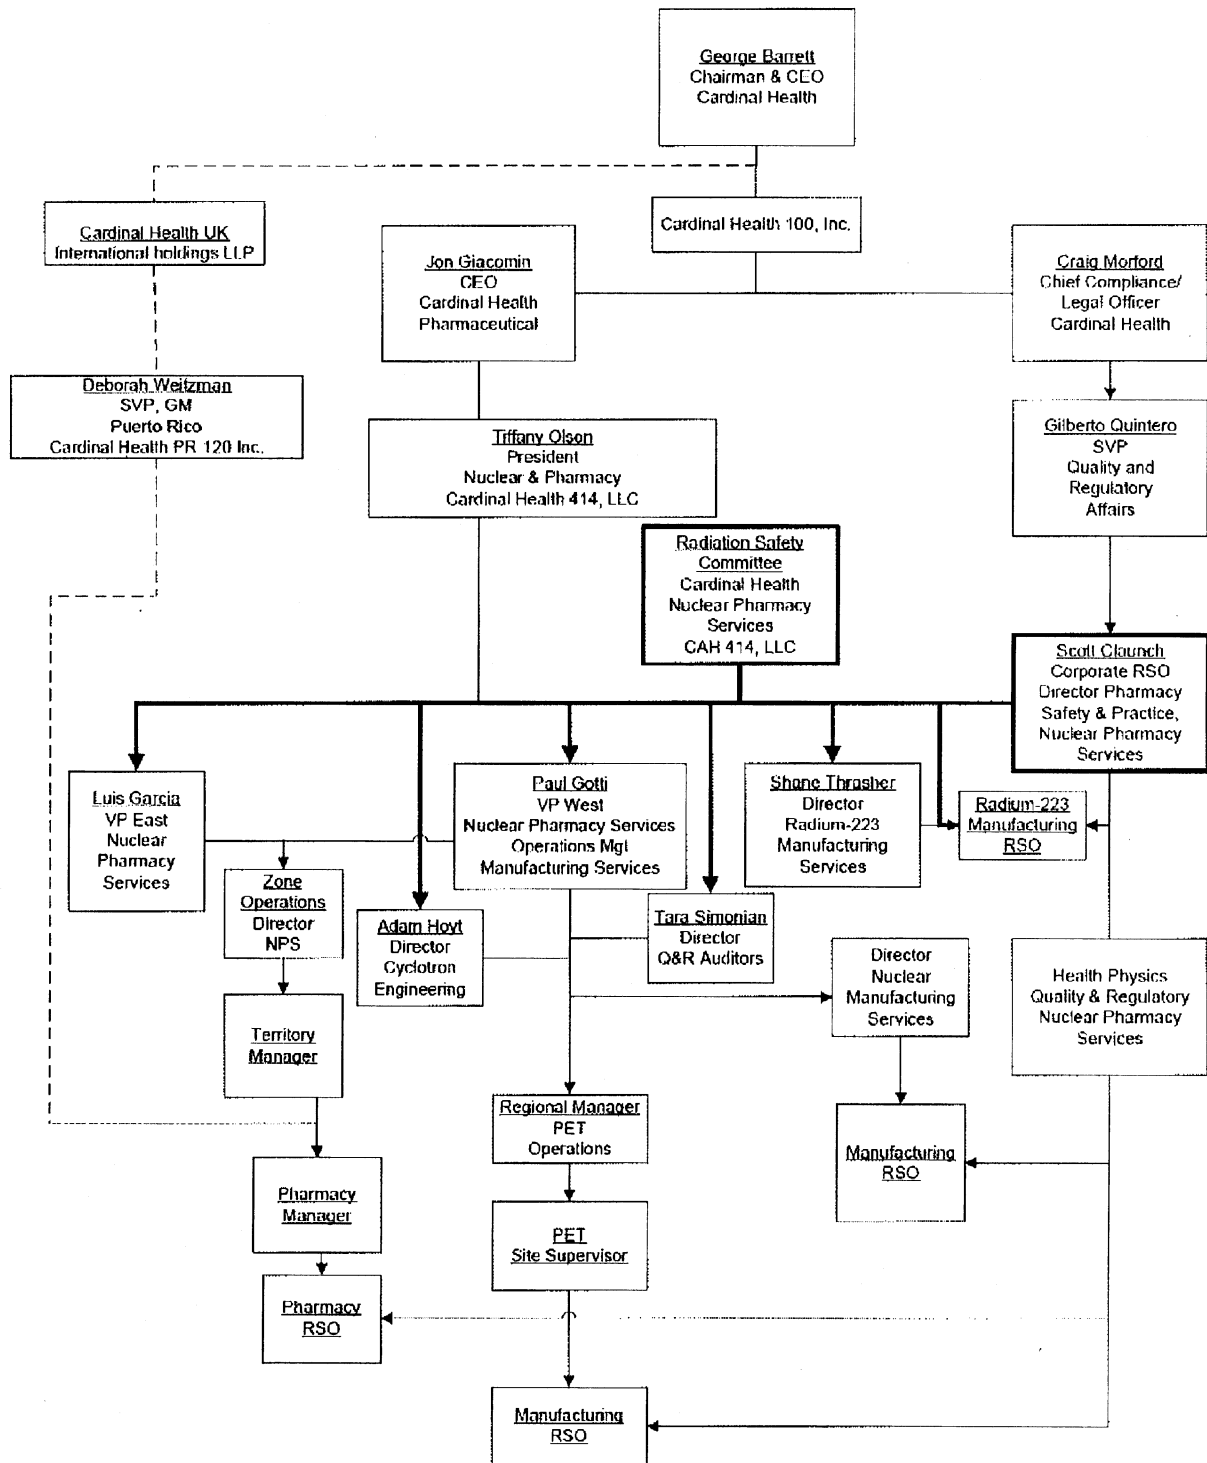 George Barrett
Chairman & CEO
Cardinal Health
Cardinal Health UK
International holdings LLP
Cardinal Health 100, Inc.
Jon Giacomin
CEO
Cardinal Health
Pharmaceutical
Craig Morford
Chief Compliance/
Legal Officer
Cardinal Health
Deborah Weitzman
SVP, GM
Puerto Rico
Cardinal Health PR 120 Inc.
Tiffany Olson
President
Nuclear & Pharmacy
Cardinal Health 414, LLC
Gilberto Quintero
SVP
Quality and
Regulatory
Affairs
Radiation Safety
Committee
Cardinal Health
Nuclear Pharmacy
Services
CAH 414, LLC
Scott Claunch
Corporate RSO
Director Pharmacy
Safety & Practice,
Nuclear Pharmacy
Services
Luis Garcia
VP East
Nuclear
Pharmacy
Services
Paul Gotti
VP West
Nuclear Pharmacy Services
Operations Mgt
Manufacturing Services
Shane Thrasher
Director
Radium-223
Manufacturing
Services
Radium-223
Manufacturing
RSO
Zone
Operations
Director
NPS
Adam Hoyt
Director
Cyclotron
Engineering
Tara Simonian
Director
Q&R Auditors
Director
Nuclear
Manufacturing
Services
Health Physics
Quality & Regulatory
Nuclear Pharmacy
Services
Territory
Manager
Regional Manager
PET
Operations
Manufacturing
RSO
Pharmacy
Manager
PET
Site Supervisor
Pharmacy
RSO
Manufacturing
RSO